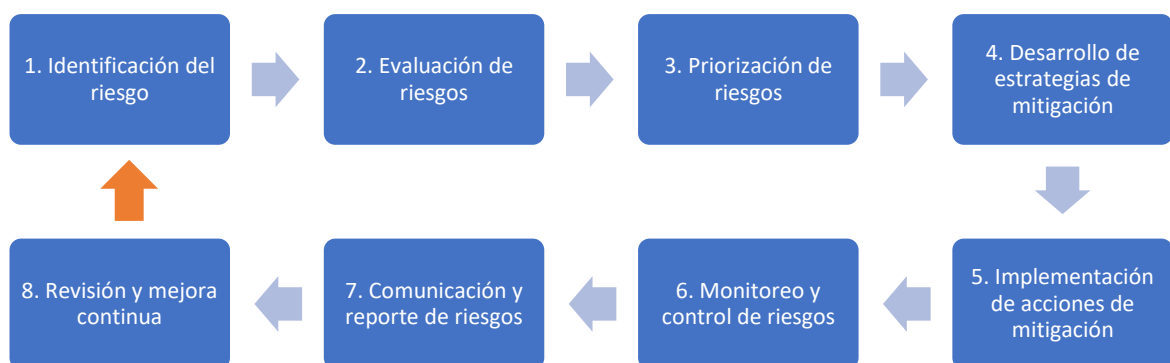 1. Identificación del
riesgo
2. Evaluación de
riesgos
3. Priorización de
riesgos
4. Desarrollo de
estrategias de
mitigación
5. Implementación
de acciones de
mitigación
6. Monitoreo y
control de riesgos
7. Comunicación y
reporte de riesgos
8. Revisión y mejora
continua